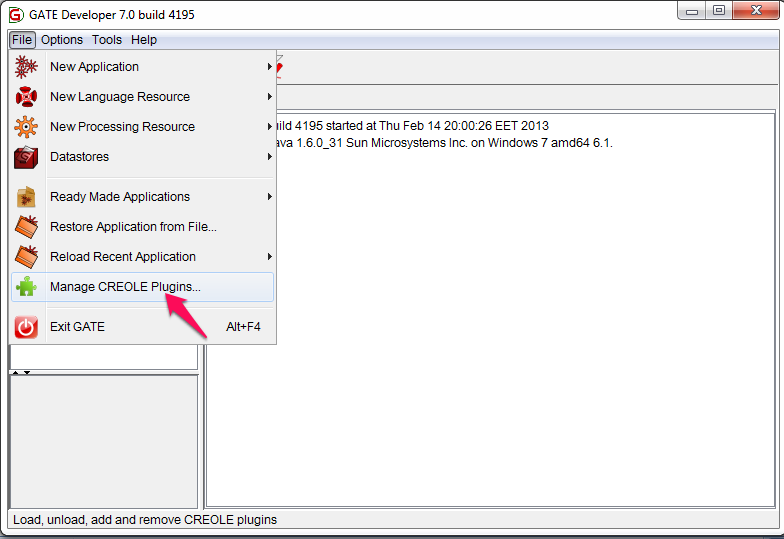 GATE Developer 7.0 build 4195
File Options Tools Help
New Application
New Language Resource
New Processing Resource
Datastores
Ready Made Applications
Restore Application from File...
Reload Recent Application
Manage CREOLE Plugins...
Exit GATE Alt+F4
4195 started at Thu Feb 14 20:00:26 EET 2013
1.6.0_31 Sun Microsystems Inc. on Windows 7 amd64 6.1.
Load, unload, add and remove CREOLE plugins